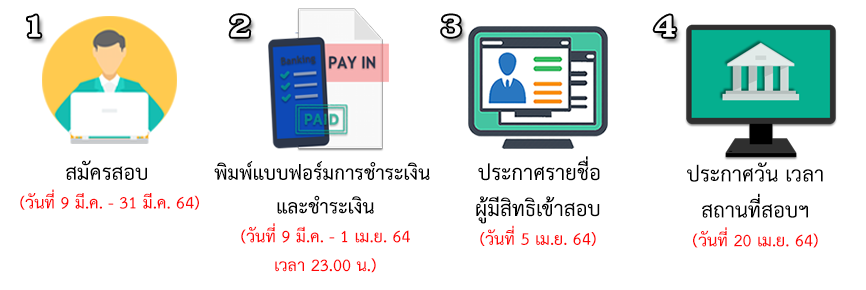 1
สมัครสอบ
(วันที่ 9 มี.ค. - 31 มี.ค. 64)
2
Banking
PAY IN
PAID
พิมพ์แบบฟอร์มการชำระเงิน
และชำระเงิน
(วันที่ 9 มี.ค. - 1 เม.ย. 64
เวลา 23.00 น.)
3
ประกาศรายชื่อ
ผู้มีสิทธิเข้าสอบ
(วันที่ 5 เม.ย. 64)
4
ประกาศวัน เวลา
สถานที่สอบฯ
(วันที่ 20 เม.ย. 64)